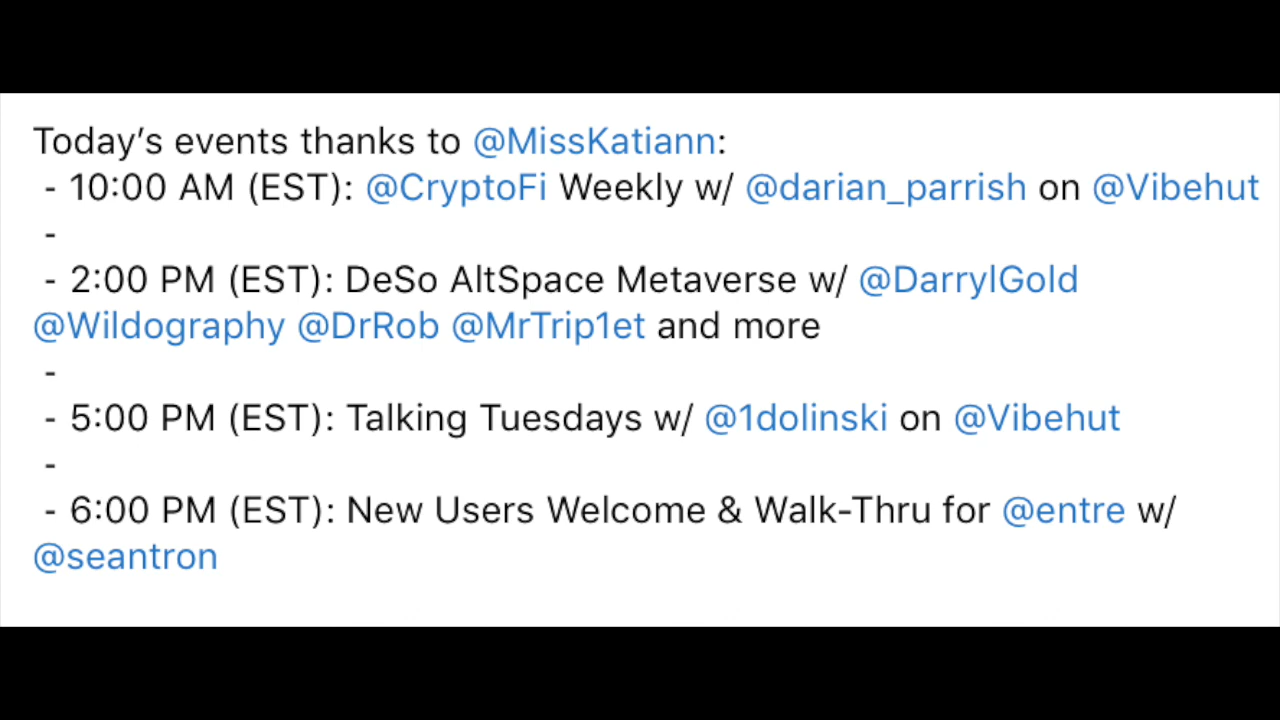 Today’s events thanks to @MissKatiann:
- 10:00 AM (EST): @CryptoFi Weekly w/ @darian_parrish on @Vibehut
-
- 2:00 PM (EST): DeSo AltSpace Metaverse w/ @DarrylGold
@Wildography @DrRob @MrTrip1et and more
-
- 5:00 PM (EST): Talking Tuesdays w/ @1dolinski on @Vibehut
-
- 6:00 PM (EST): New Users Welcome & Walk-Thru for @entre w/
@seantron